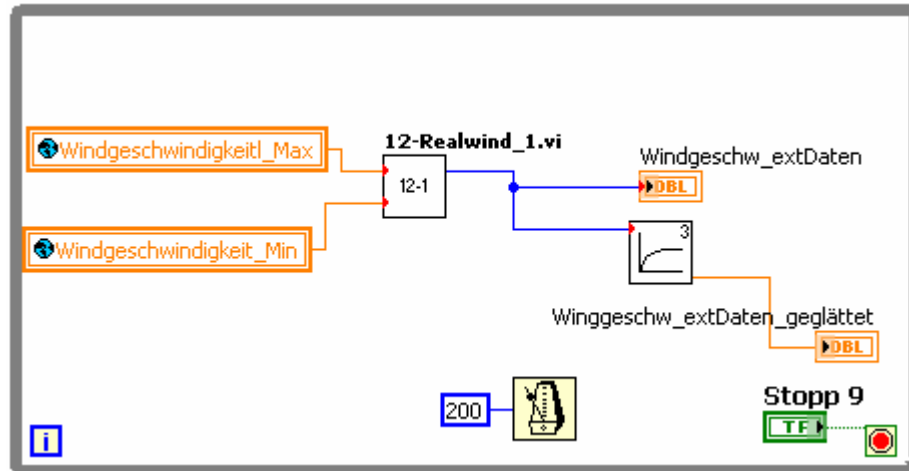 Windgeschwindigkeitl_Max
12-Realwind_1.vi
12-1
Windgeschw_extDaten
DBL
Windgeschwindigkeit_Min
3
Winggeschw_extDaten_geglättet
DBL
200
Stopp 9
TF
i